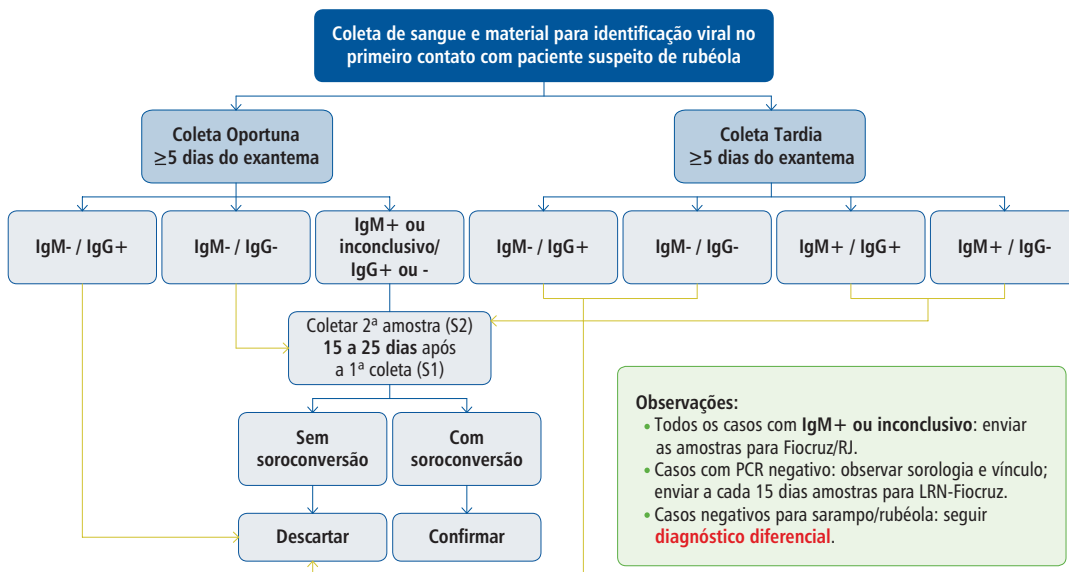 Coleta de sangue e material para identificação viral no
primeiro contato com paciente suspeito de rubéola
Coleta Oportuna
≥5 dias do exantema
Coleta Tardia
≥5 dias do exantema
IgM- / IgG+
IgM- / IgG-
IgM+ ou
inconclusivo/
IgG+ ou -
IgM- / IgG+
IgM- / IgG-
IgM+ / IgG+
IgM+ / IgG-
Coletar 2ª amostra (S2)
15 a 25 dias após
a 1ª coleta (S1)
Sem
soroconversão
Com
soroconversão
Descartar
Confirmar
Observações:
• Todos os casos com IgM+ ou inconclusivo: enviar
as amostras para Fiocruz/RJ.
• Casos com PCR negativo: observar sorologia e vínculo;
enviar a cada 15 dias amostras para LRN-Fiocruz.
• Casos negativos para sarampo/rubéola: seguir
diagnóstico diferencial.